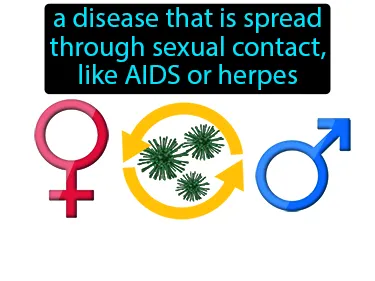 a disease that is spread
through sexual contact,
like AIDS or herpes